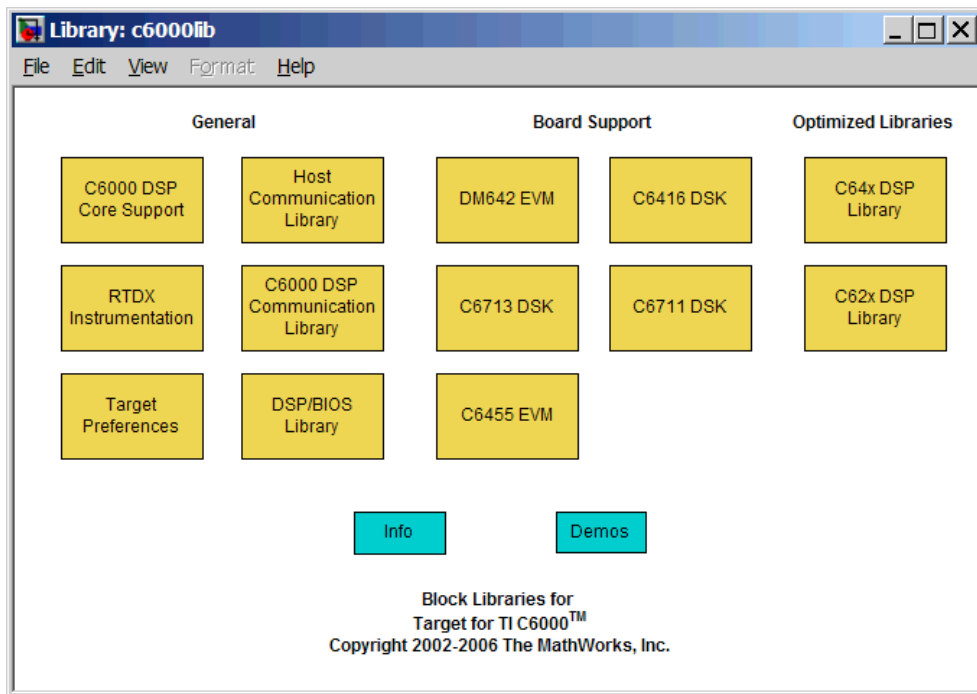 Library: c6000lib
File Edit View Format Help
General
Board Support
Optimized Libraries
C6000 DSP
Core Support
Host
Communication
Library
DM642 EVM
C6416 DSK
C64x DSP
Library
RTDX
Instrumentation
C6000 DSP
Communication
Library
C6713 DSK
C6711 DSK
C62x DSP
Library
Target
Preferences
DSP/BIOS
Library
C6455 EVM
Info
Demos
Block Libraries for
Target for TI C6000™
Copyright 2002-2006 The MathWorks, Inc.